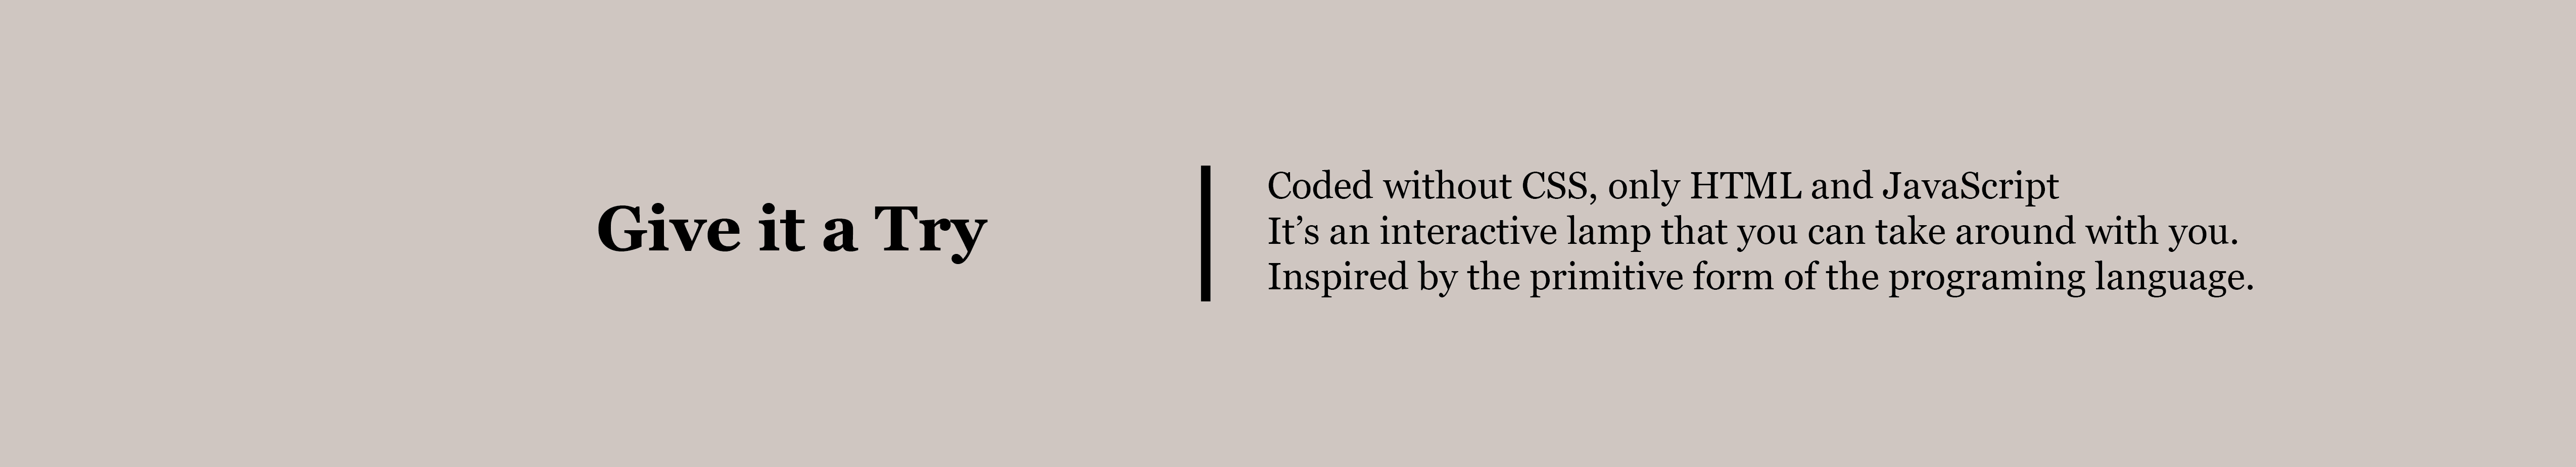 Give it a Try
Coded without CSS, only HTML and JavaScript
It’s an interactive lamp that you can take around with you.
Inspired by the primitive form of the programing language.